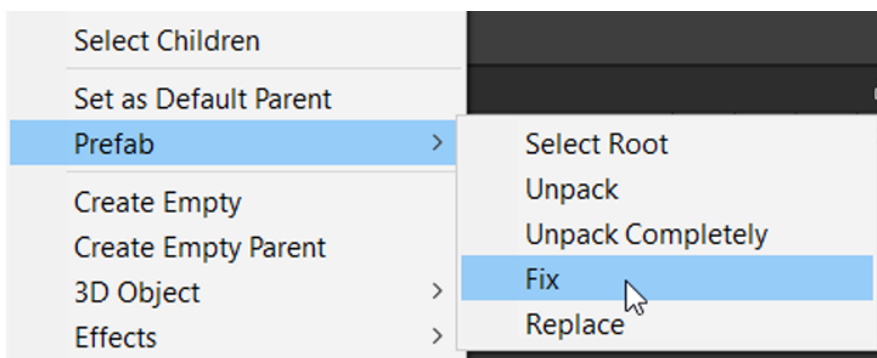 Select Children
Set as Default Parent
Prefab
Create Empty
Create Empty Parent
3D Object
Effects
Select Root
Unpack
Unpack Completely
Fix
Replace